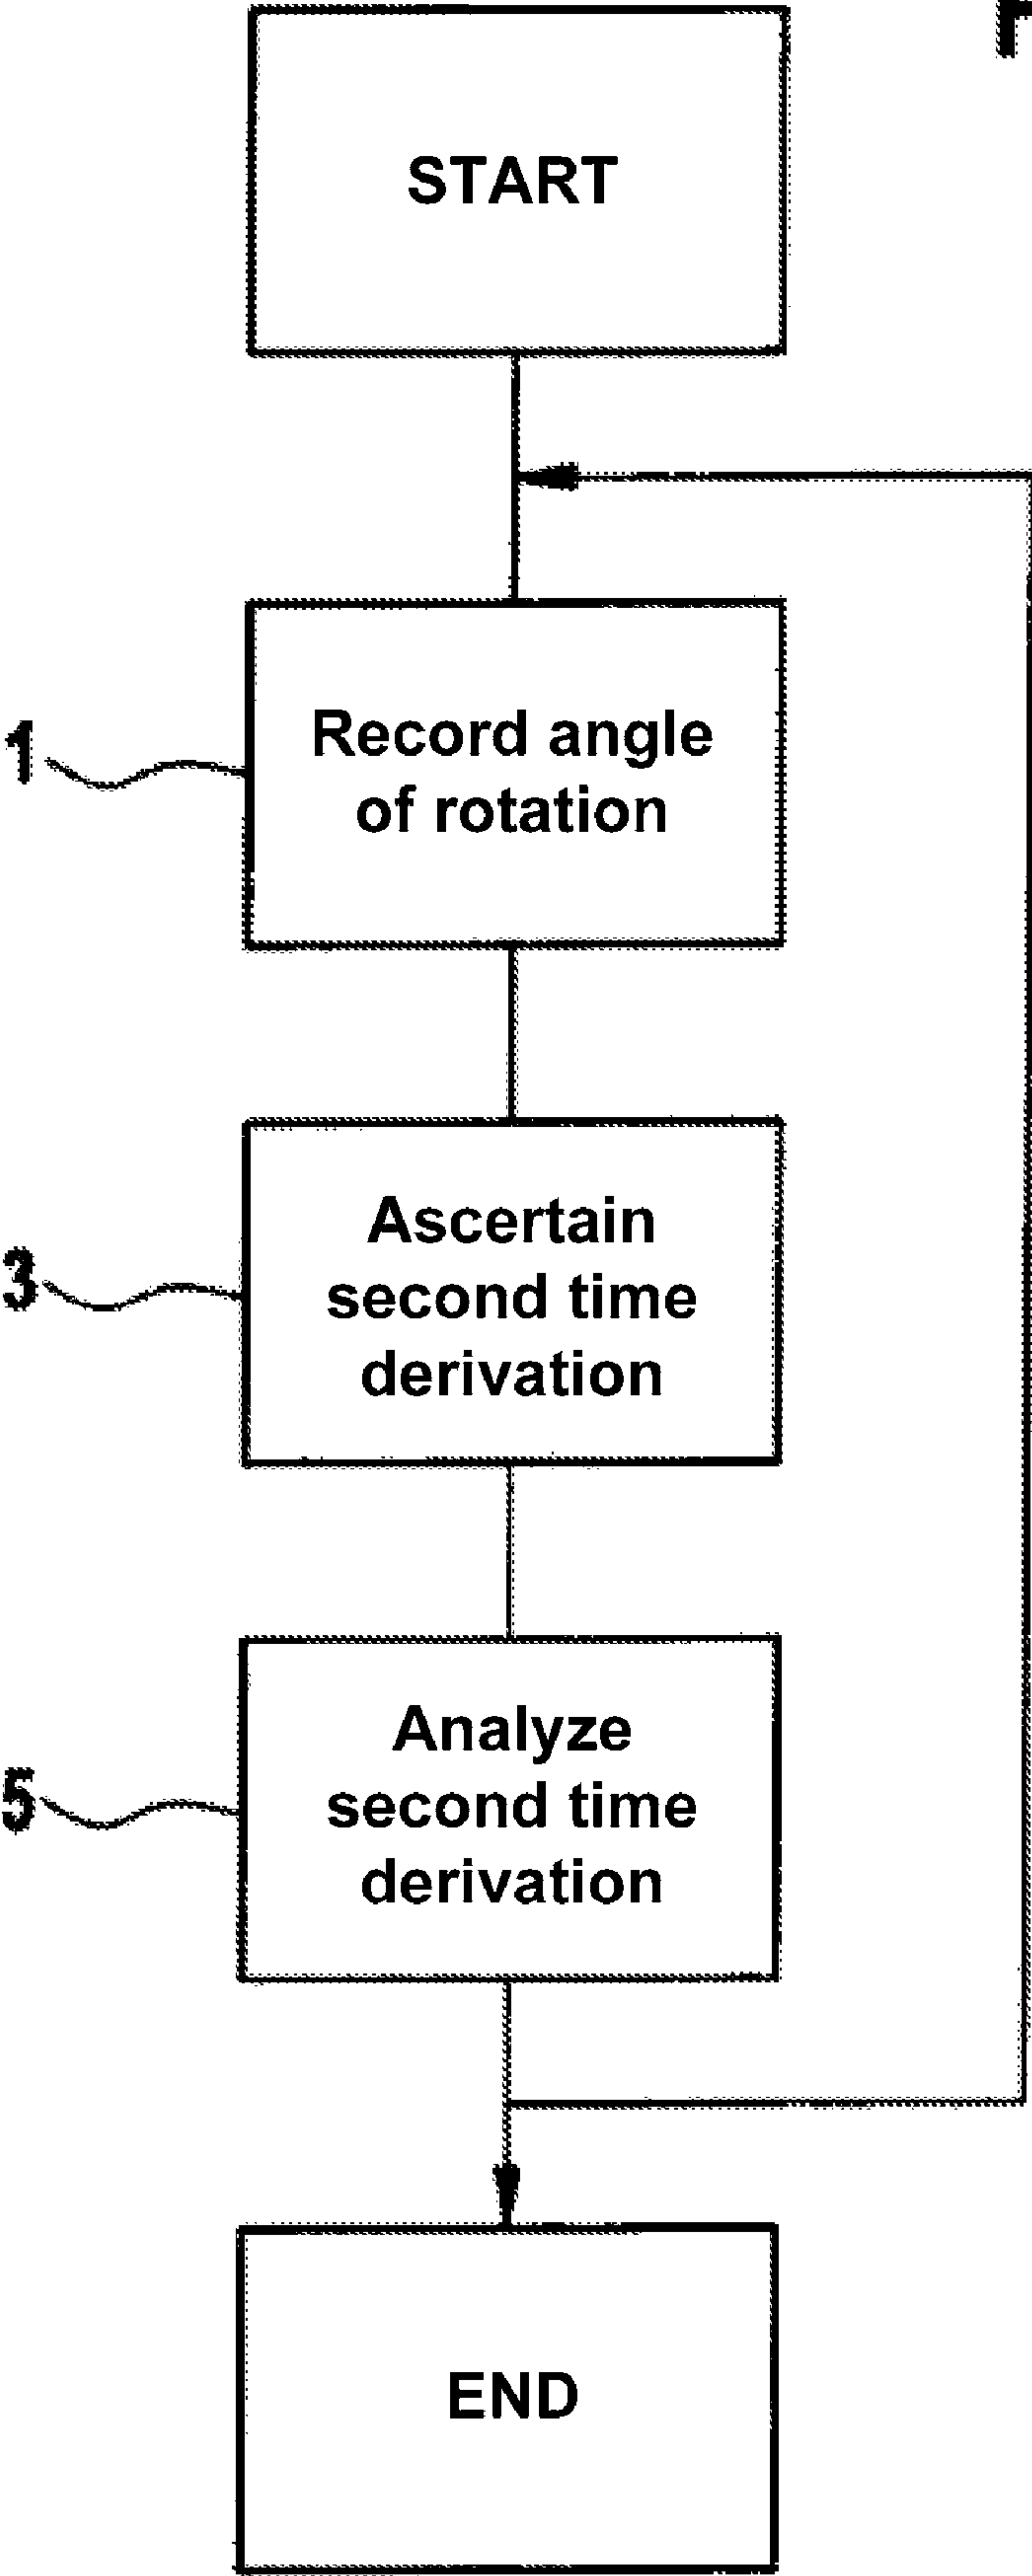 START
1
Record angle
of rotation
3
Ascertain
second time
derivation
5
Analyze
second time
derivation
END